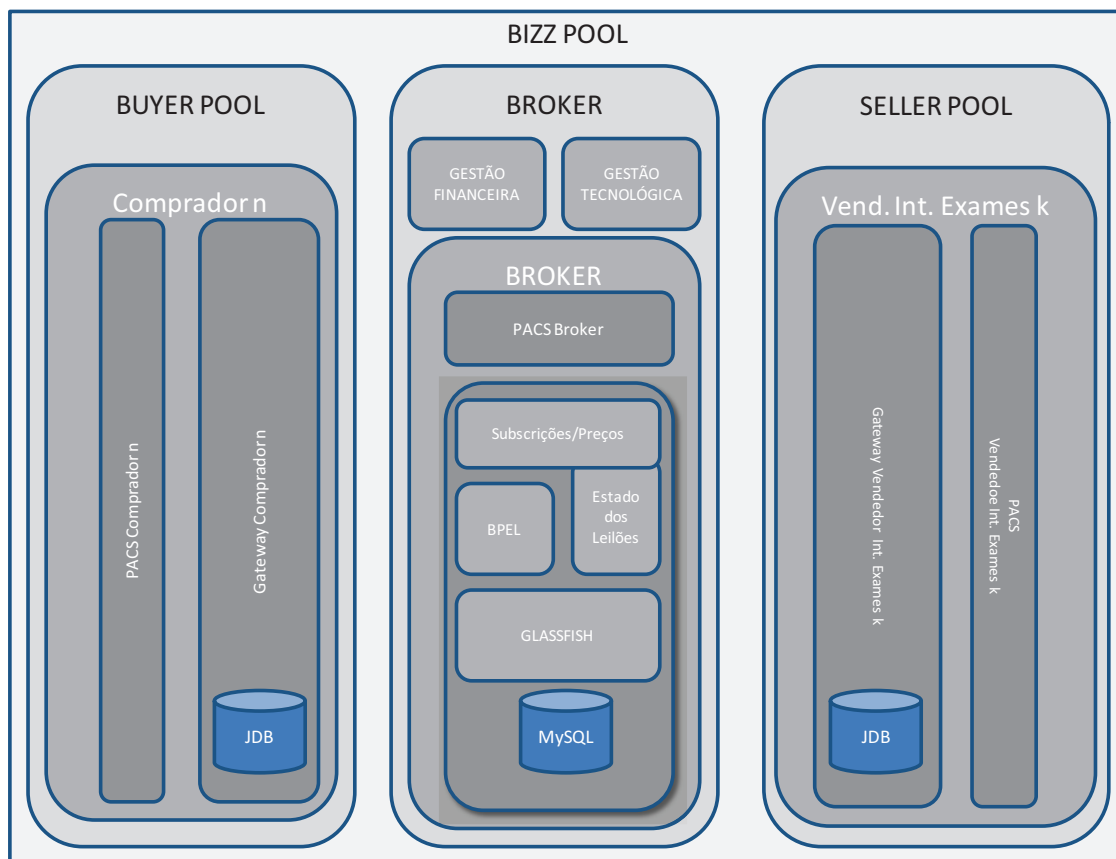 BIZZ POOL
BUYER POOL
Comprador n
PACS Comprador n
Gateway Comprador n
JDB
BROKER
GESTÃO
FINANCEIRA
GESTÃO
TECNOLÓGICA
BROKER
PACS Broker
Subscrições/Preços
BPEL
Estado
dos
Leilões
GLASSFISH
MySQL
SELLER POOL
Vend. Int. Exames k
Gateway Vendedor Int. Exames k
JDB
PACS
Vendedoe Int. Exames k